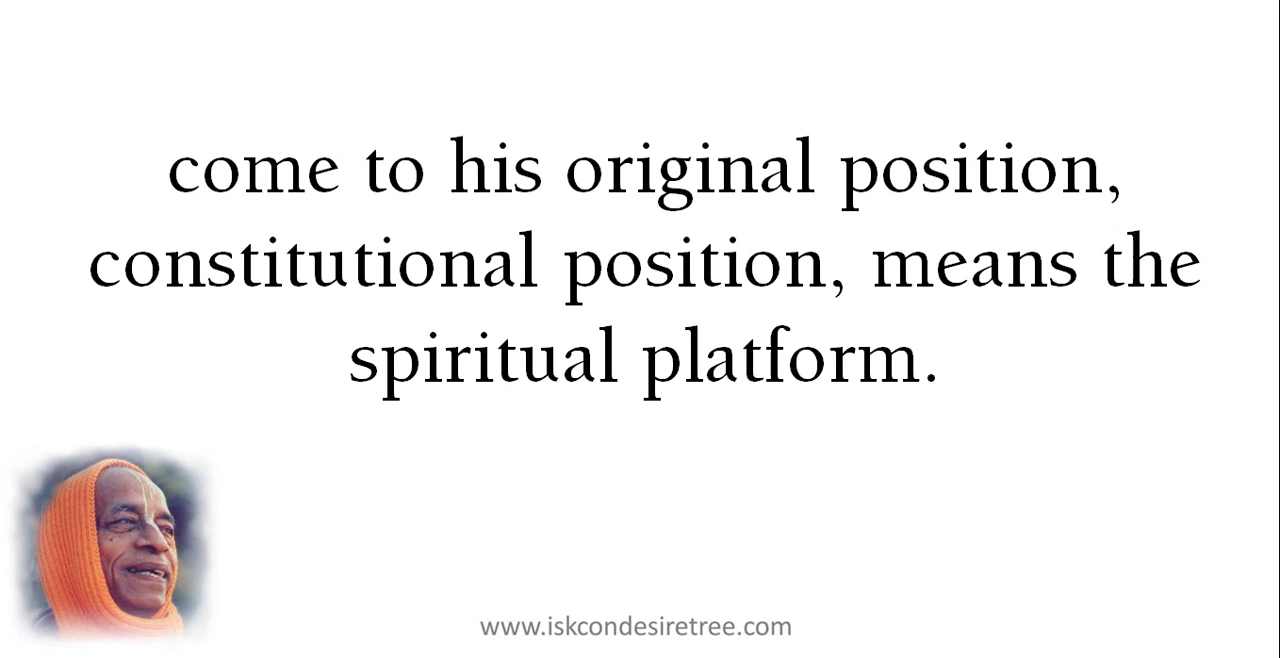 come to his original position,
constitutional position, means the
spiritual platform.
www.iskcondesiretree.com